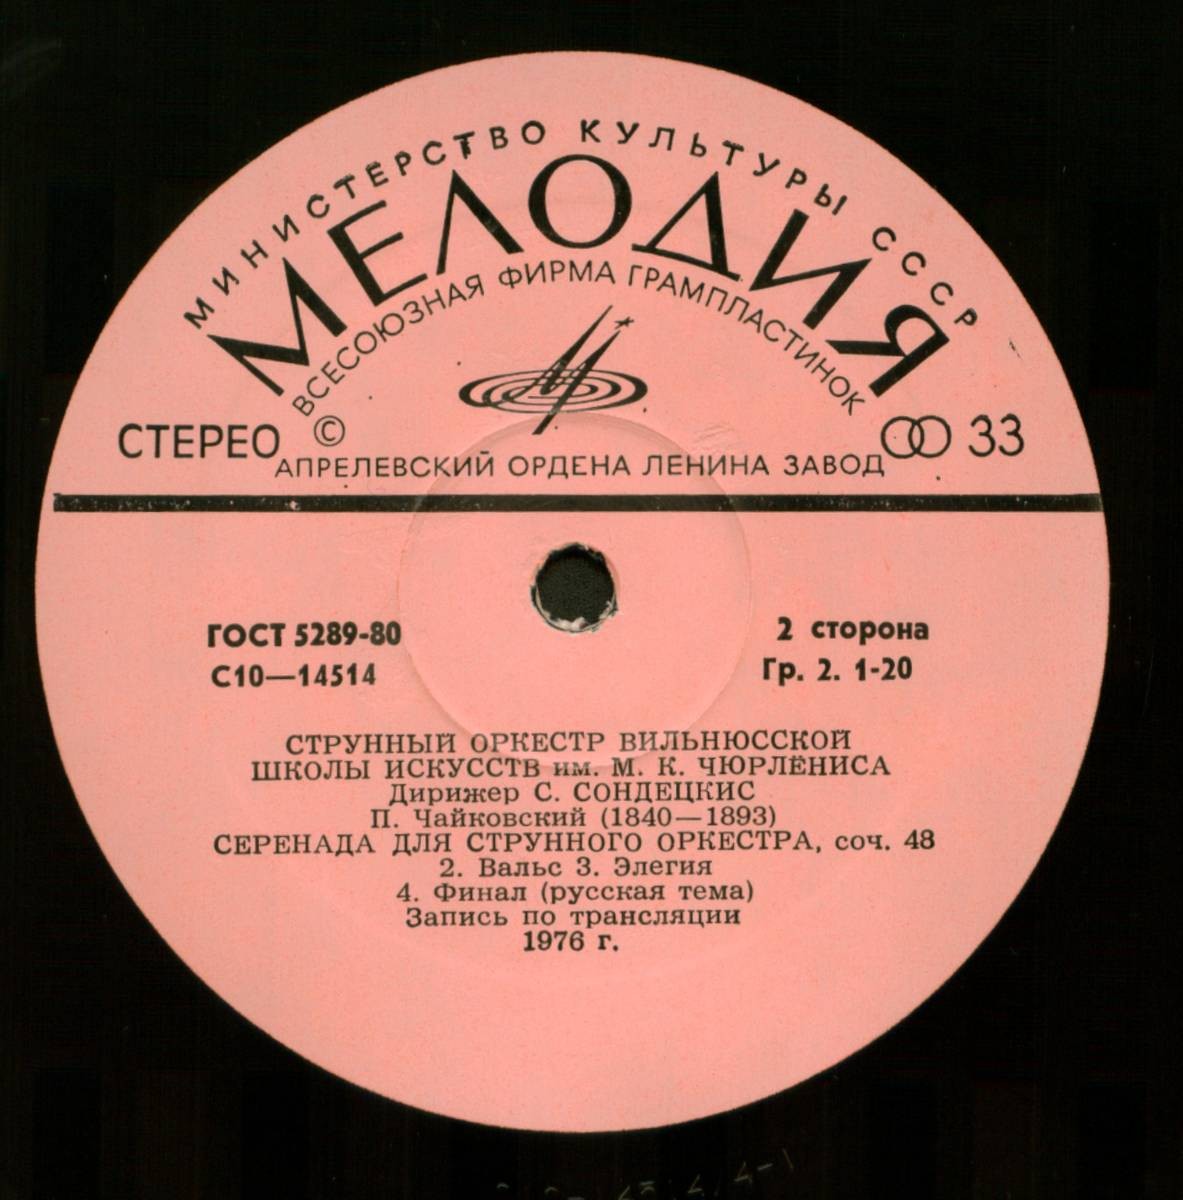 МИНИСТЕРСТВО КУЛЬТУРЫ СССР
МЕЛОДИЯ
ВСЕСОЮЗНАЯ ФИРМА ГРАМПЛАСТИНОК
СТЕРЕО © 33
АПРЕЛЕВСКИЙ ОРДЕНА ЛЕНИНА ЗАВОД
ГОСТ 5289-80 2 сторона
С10—14514 Гр. 2. 1-20
СТРУННЫЙ ОРКЕСТР ВИЛЬНЮССКОЙ
ШКОЛЫ ИСКУССТВ им. М. К. ЧЮРЛЁНИСА
Дирижер С. СОНДЕЦКИС
П. Чайковский (1840—1893)
СЕРЕНАДА ДЛЯ СТРУННОГО ОРКЕСТРА, соч. 48
2. Вальс 3. Элегия
4. Финал (русская тема)
Запись по трансляции
1976 г.